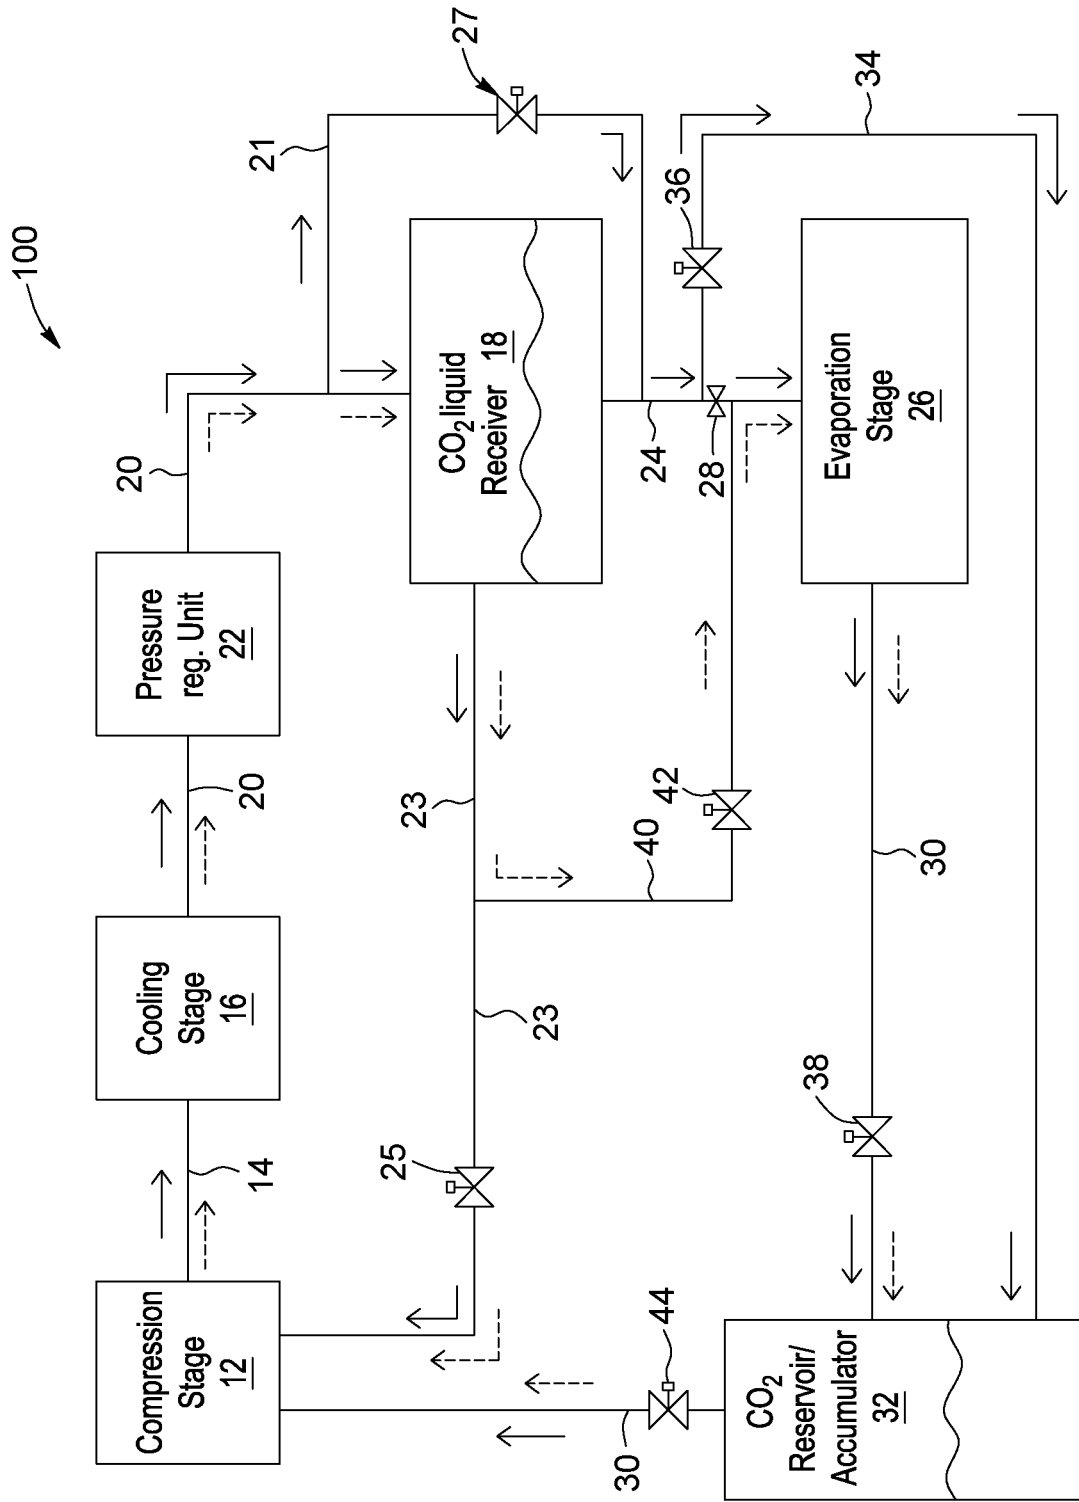 100
Compression
Stage
12
14
Cooling
Stage
16
20
Pressure
reg. Unit
22
20
21
27
25
23
23
CO₂ liquid
Receiver 18
40
42
24
28
36
34
44
30
38
30
Evaporation
Stage
26
CO₂
Reservoir/
Accumulator
32